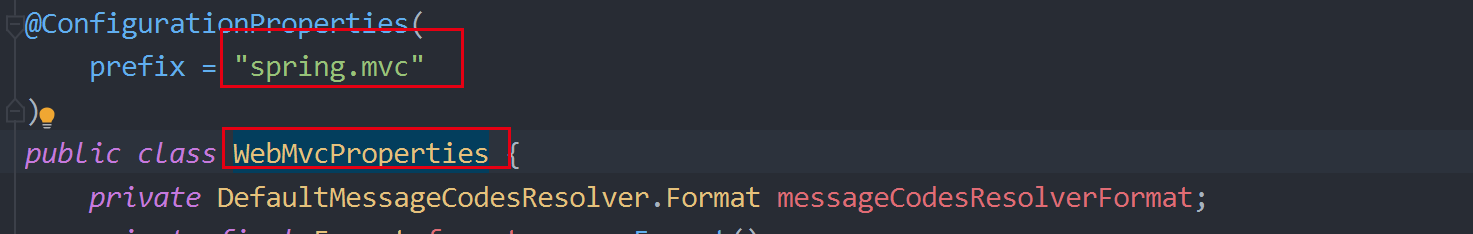 @ConfigurationProperties(
prefix = "spring.mvc"
)
public class WebMvcProperties {
private DefaultMessageCodesResolver.Format messageCodesResolverFormat;